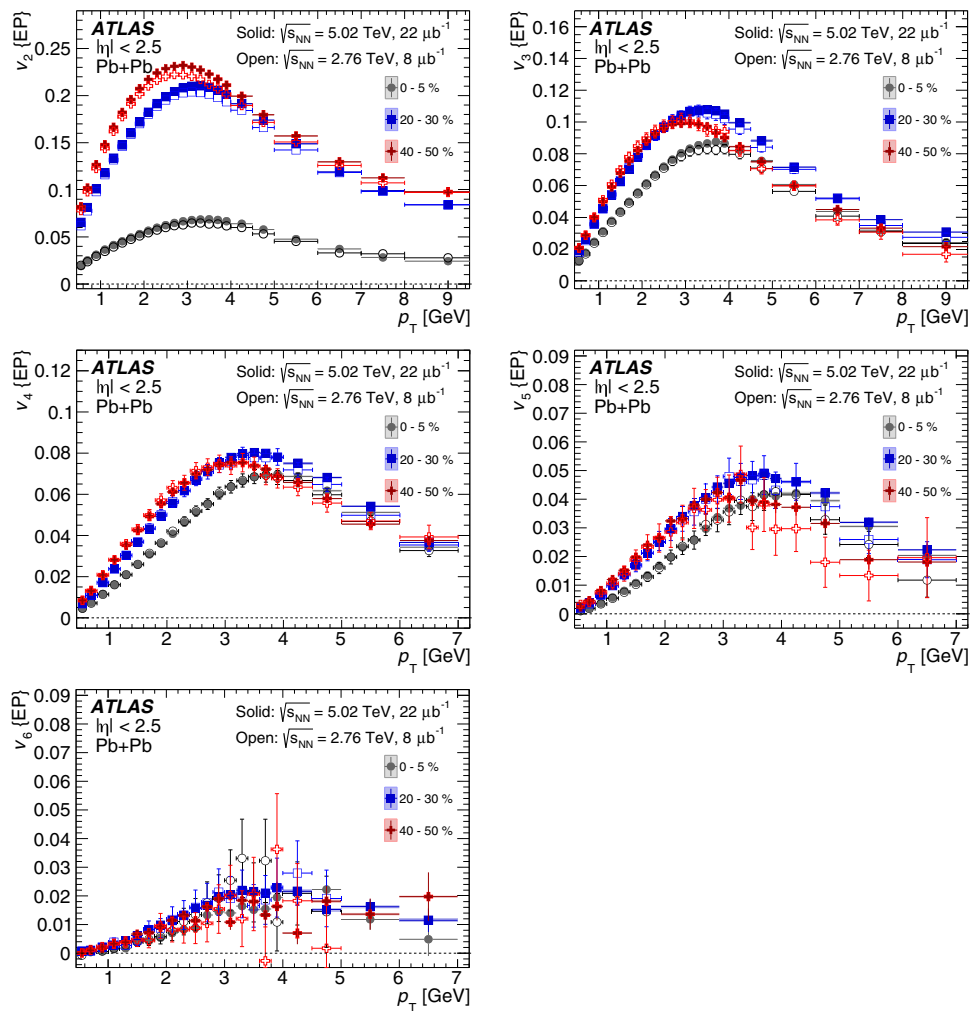 v2 {EP}
ATLAS
|η| < 2.5
Pb+Pb
Solid: √sNN = 5.02 TeV, 22 μb⁻¹
Open: √sNN = 2.76 TeV, 8 μb⁻¹
0 - 5 %
20 - 30 %
40 - 50 %
0.25
0.2
0.15
0.1
0.05
0
1 2 3 4 5 6 7 8 9
pT [GeV]
v3 {EP}
ATLAS
|η| < 2.5
Pb+Pb
Solid: √sNN = 5.02 TeV, 22 μb⁻¹
Open: √sNN = 2.76 TeV, 8 μb⁻¹
0 - 5 %
20 - 30 %
40 - 50 %
0.16
0.14
0.12
0.1
0.08
0.06
0.04
0.02
0
1 2 3 4 5 6 7 8 9
pT [GeV]
v4 {EP}
ATLAS
|η| < 2.5
Pb+Pb
Solid: √sNN = 5.02 TeV, 22 μb⁻¹
Open: √sNN = 2.76 TeV, 8 μb⁻¹
0 - 5 %
20 - 30 %
40 - 50 %
0.12
0.1
0.08
0.06
0.04
0.02
0
1 2 3 4 5 6 7
pT [GeV]
v5 {EP}
ATLAS
|η| < 2.5
Pb+Pb
Solid: √sNN = 5.02 TeV, 22 μb⁻¹
Open: √sNN = 2.76 TeV, 8 μb⁻¹
0 - 5 %
20 - 30 %
40 - 50 %
0.09
0.08
0.07
0.06
0.05
0.04
0.03
0.02
0.01
0
1 2 3 4 5 6 7
pT [GeV]
v6 {EP}
ATLAS
|η| < 2.5
Pb+Pb
Solid: √sNN = 5.02 TeV, 22 μb⁻¹
Open: √sNN = 2.76 TeV, 8 μb⁻¹
0 - 5 %
20 - 30 %
40 - 50 %
0.09
0.08
0.07
0.06
0.05
0.04
0.03
0.02
0.01
0
1 2 3 4 5 6 7
pT [GeV]